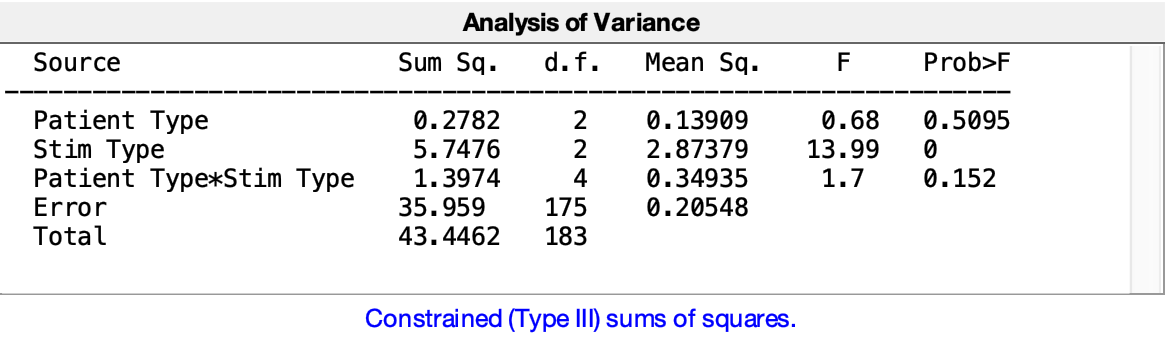 Analysis of Variance
Source Sum Sq. d.f. Mean Sq. F Prob>F
Patient Type 0.2782 2 0.13909 0.68 0.5095
Stim Type 5.7476 2 2.87379 13.99 0
Patient Type*Stim Type 1.3974 4 0.34935 1.7 0.152
Error 35.959 175 0.20548
Total 43.4462 183
Constrained (Type III) sums of squares.